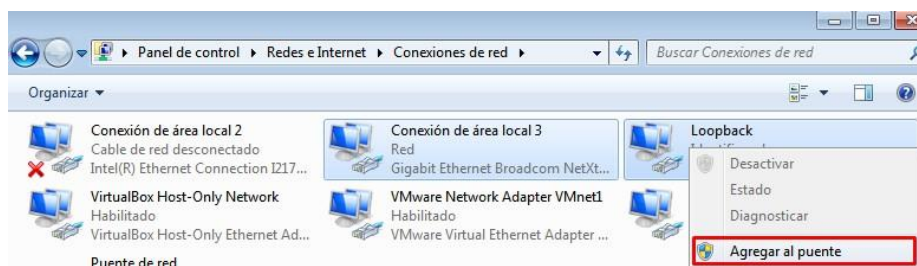 Panel de control ▸ Redes e Internet ▸ Conexiones de red ▸
Buscar Conexiones de red
Organizar
Conexión de área local 2
Cable de red desconectado
Intel(R) Ethernet Connection I217...
Conexión de área local 3
Red
Gigabit Ethernet Broadcom NetXt...
Loopback
VirtualBox Host-Only Network
Habilitado
VirtualBox Host-Only Ethernet Ad...
VMware Network Adapter VMnet1
Habilitado
VMware Virtual Ethernet Adapter ...
Desactivar
Estado
Diagnosticar
Agregar al puente
Puente de red